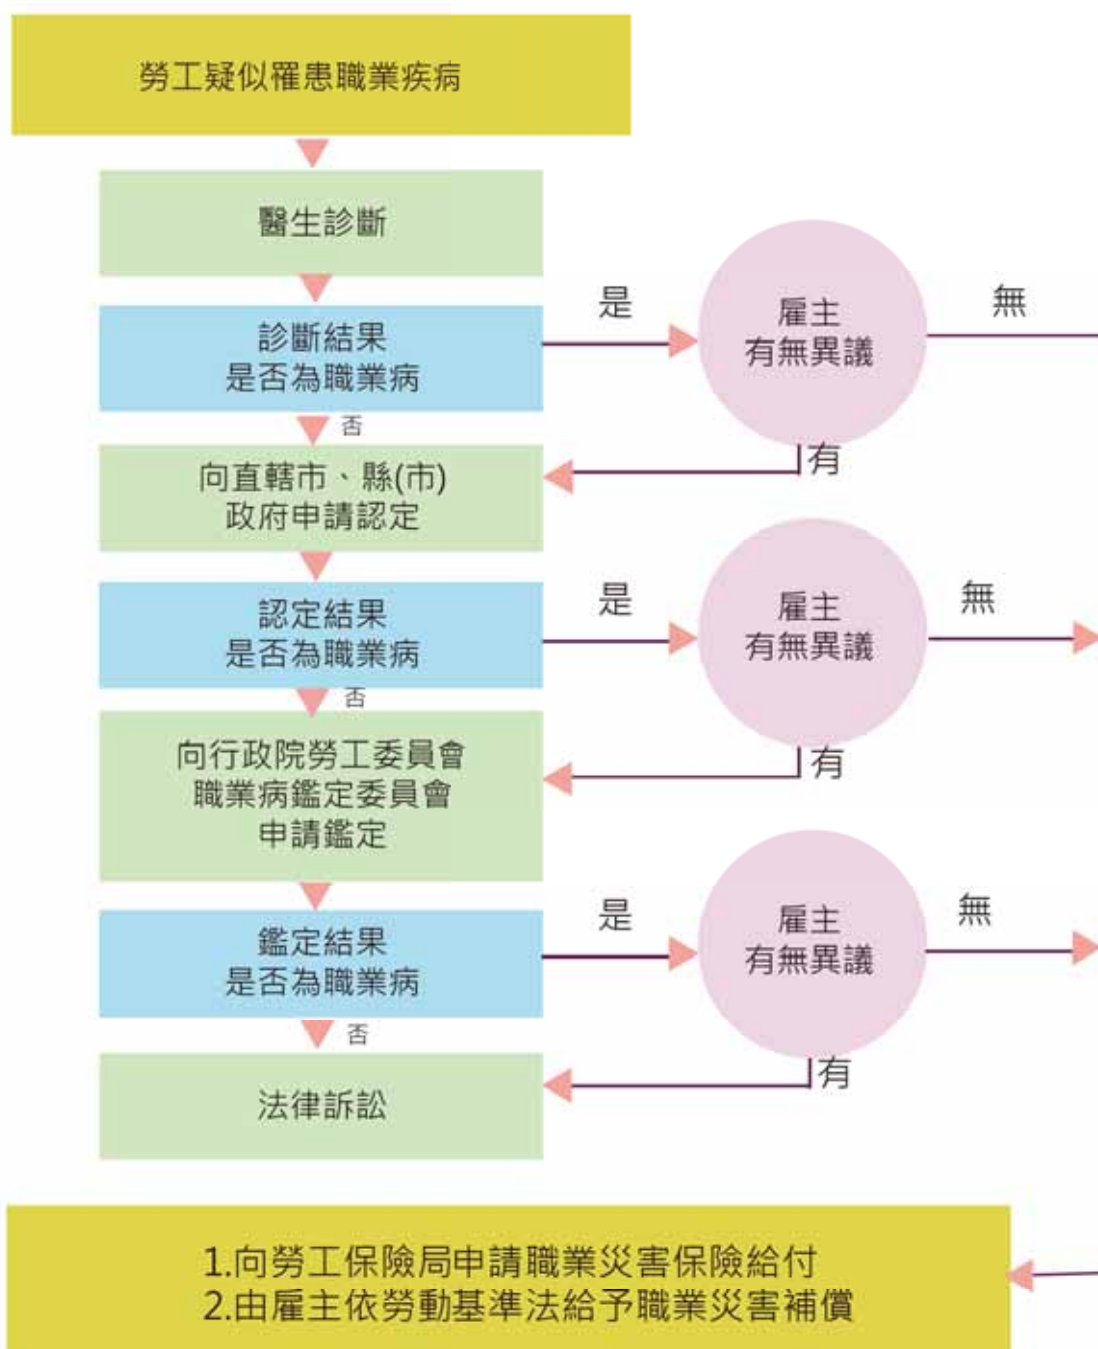 勞工疑似罹患職業疾病
醫生診斷
診斷結果
是否為職業病
是
雇主
有無異議
無
否
有
向直轄市、縣(市)
政府申請認定
認定結果
是否為職業病
是
雇主
有無異議
無
否
有
向行政院勞工委員會
職業病鑑定委員會
申請鑑定
鑑定結果
是否為職業病
是
雇主
有無異議
無
否
有
法律訴訟
1.向勞工保險局申請職業災害保險給付
2.由雇主依勞動基準法給予職業災害補償